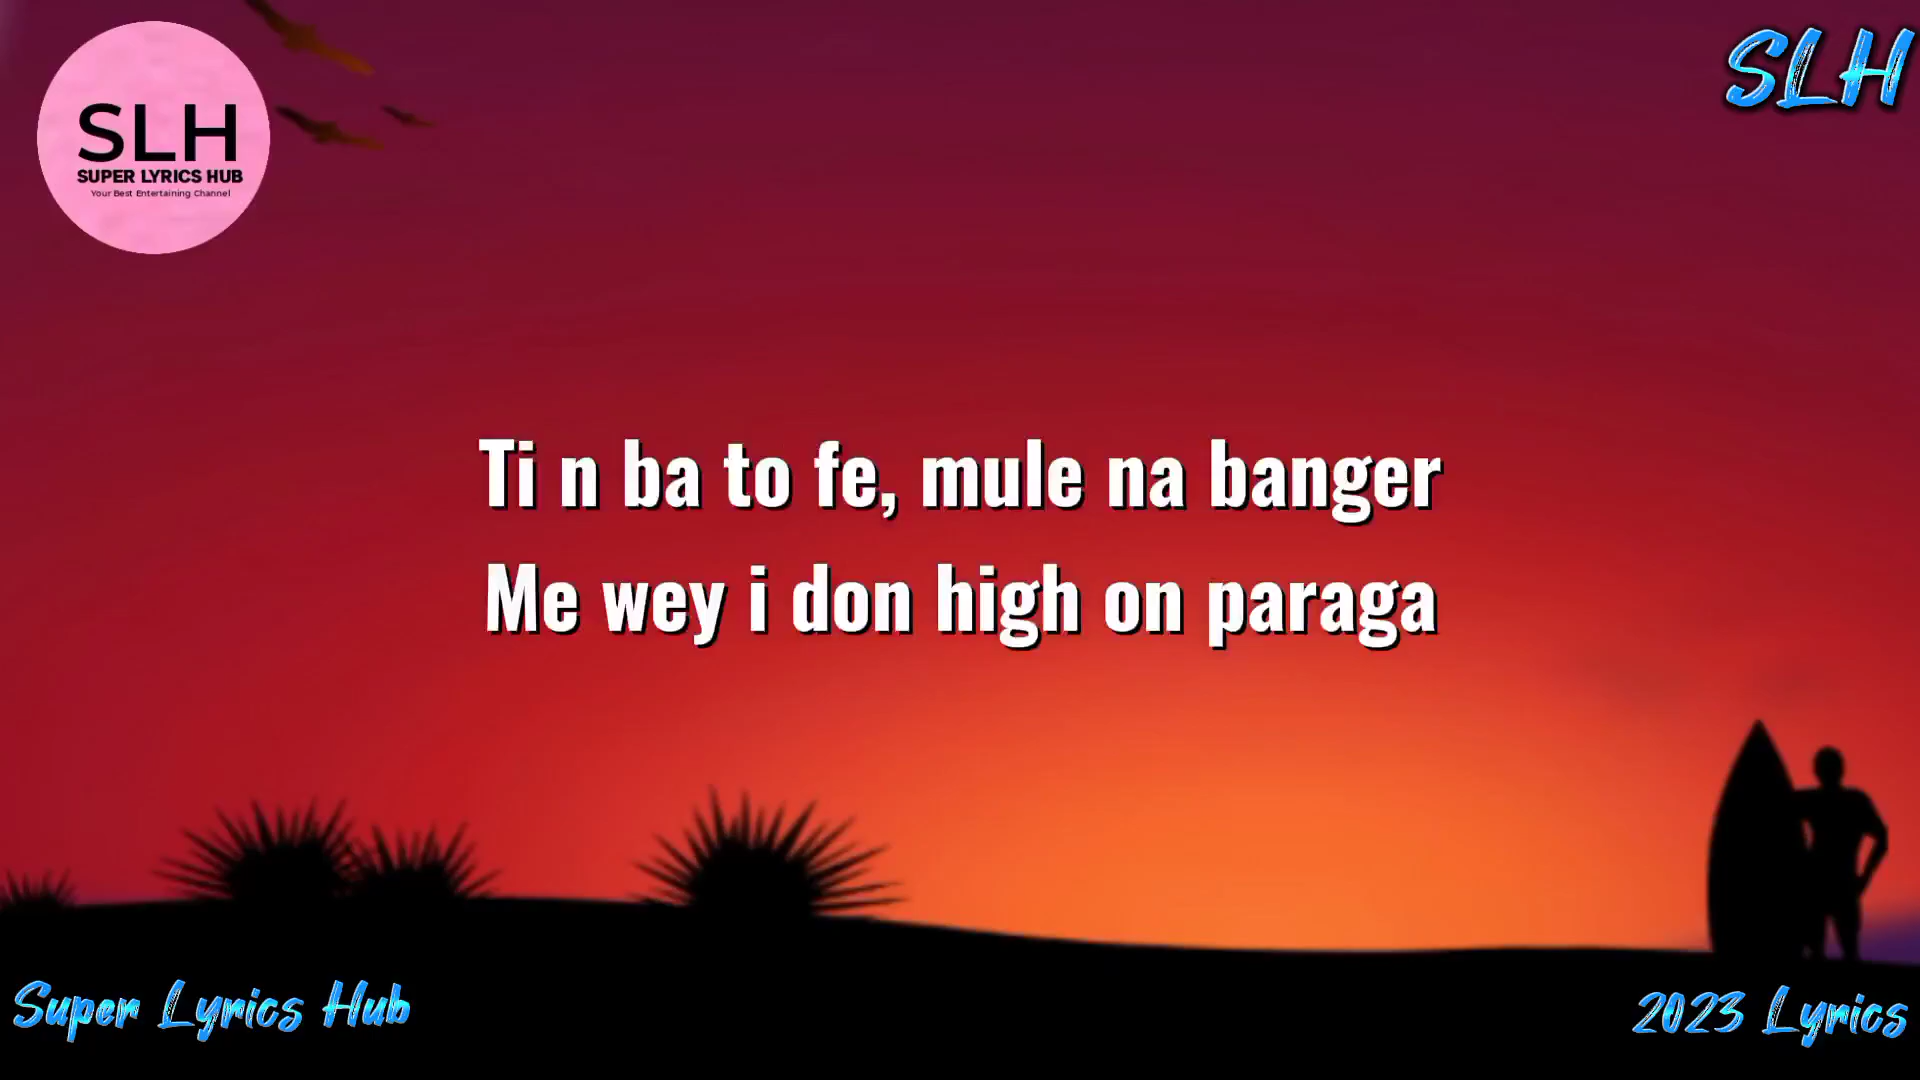 SLH
SUPER LYRICS HUB
Your Best Entertaining Channel
SLH
Ti n ba to fe, mule na banger
Me wey i don high on paraga
Super Lyrics Hub
2023 Lyrics